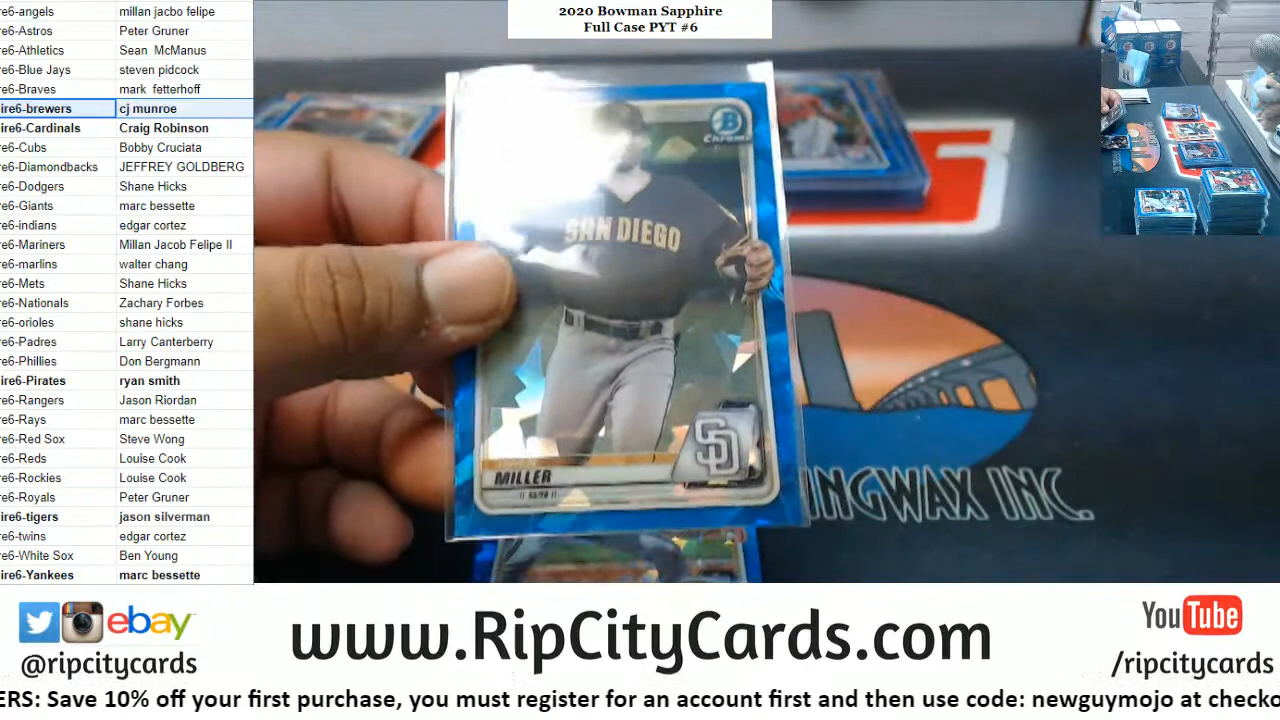 2020 Bowman Sapphire
Full Case PYT #6
re6-angels millan jacbo felipe
re6-Astros Peter Gruner
re6-Athletics Sean McManus
re6-Blue Jays steven pidcock
re6-Braves mark fetterhoff
ire6-brewers cj munroe
ire6-Cardinals Craig Robinson
re6-Cubs Bobby Cruciata
re6-Diamondbacks JEFFREY GOLDBERG
re6-Dodgers Shane Hicks
re6-Giants marc bessette
re6-indians edgar cortez
re6-Mariners Millan Jacob Felipe II
re6-marlins walter chang
re6-Mets Shane Hicks
re6-Nationals Zachary Forbes
re6-orioles shane hicks
re6-Padres Larry Canterberry
re6-Phillies Don Bergmann
ire6-Pirates ryan smith
re6-Rangers Jason Riordan
re6-Rays marc bessette
re6-Red Sox Steve Wong
re6-Reds Louise Cook
re6-Rockies Louise Cook
re6-Royals Peter Gruner
ire6-tigers jason silverman
re6-twins edgar cortez
re6-White Sox Ben Young
ire6-Yankees marc bessette
B
Chrome
SAN DIEGO
SD
MILLER
INGWAX INC.
ebay
@ripcitycards
www.RipCityCards.com
YouTube
/ripcitycards
ERS: Save 10% off your first purchase, you must register for an account first and then use code: newguymojo at checko